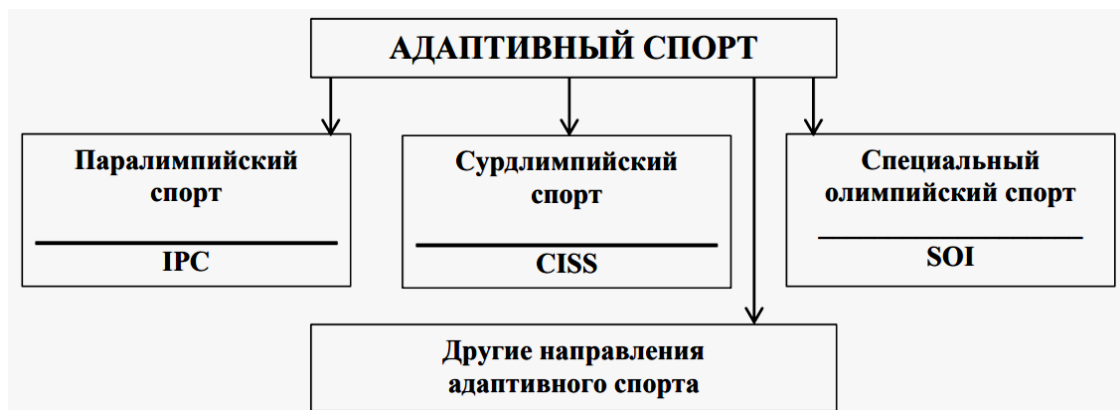 АДАПТИВНЫЙ СПОРТ
Паралимпийский
спорт
IPC
Сурдлимпийский
спорт
CISS
Специальный
олимпийский спорт
SOI
Другие направления
адаптивного спорта